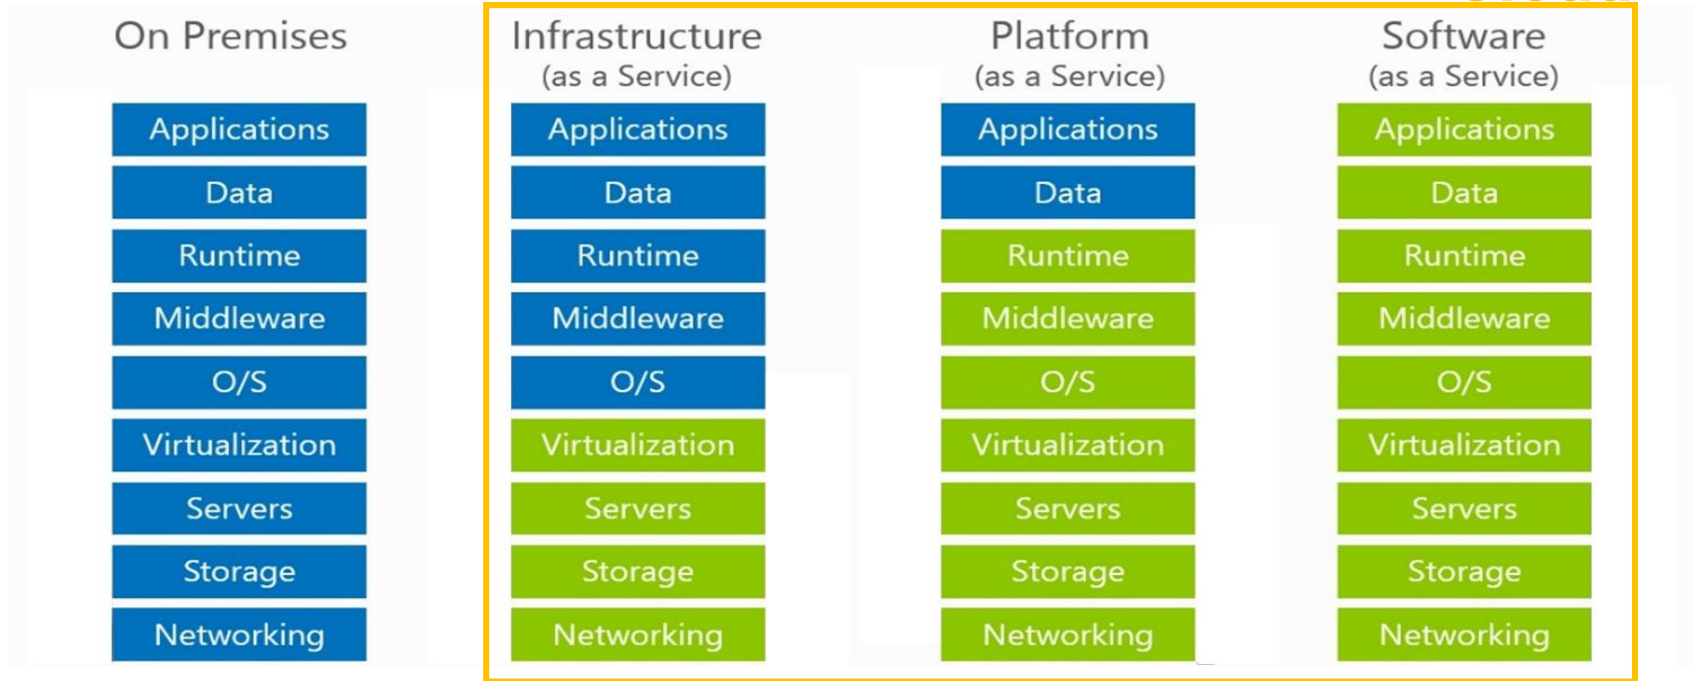 On Premises
Applications
Data
Runtime
Middleware
O/S
Virtualization
Servers
Storage
Networking
Infrastructure
(as a Service)
Applications
Data
Runtime
Middleware
O/S
Virtualization
Servers
Storage
Networking
Platform
(as a Service)
Applications
Data
Runtime
Middleware
O/S
Virtualization
Servers
Storage
Networking
Software
(as a Service)
Applications
Data
Runtime
Middleware
O/S
Virtualization
Servers
Storage
Networking